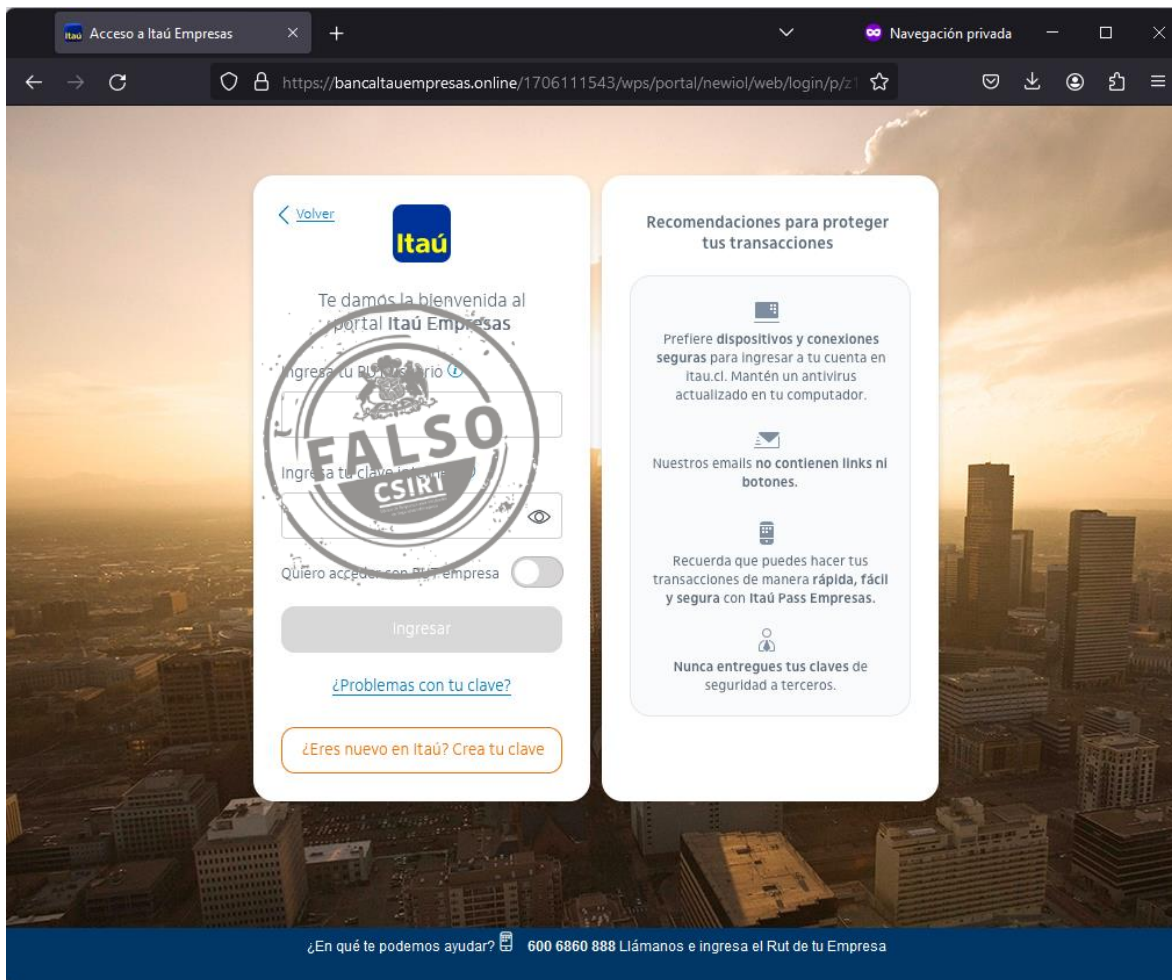 Itaú Acceso a Itaú Empresas
Navegación privada
https://bancaltauempresas.online/1706111543/wps/portal/newiol/web/login/p/z1
Volver
Itaú
Te damos la bienvenida al
portal Itaú Empresas
Ingresa tu RUT usuario
Ingresa tu clave
Quiero acceder con RUT empresa
Ingresar
¿Problemas con tu clave?
¿Eres nuevo en Itaú? Crea tu clave
FALSO
CSIRT
Recomendaciones para proteger
tus transacciones
Prefiere dispositivos y conexiones
seguras para ingresar a tu cuenta en
itau.cl. Mantén un antivirus
actualizado en tu computador.
Nuestros emails no contienen links ni
botones.
Recuerda que puedes hacer tus
transacciones de manera rápida, fácil
y segura con Itaú Pass Empresas.
Nunca entregues tus claves de
seguridad a terceros.
¿En qué te podemos ayudar? 600 6860 888 Llámanos e ingresa el Rut de tu Empresa